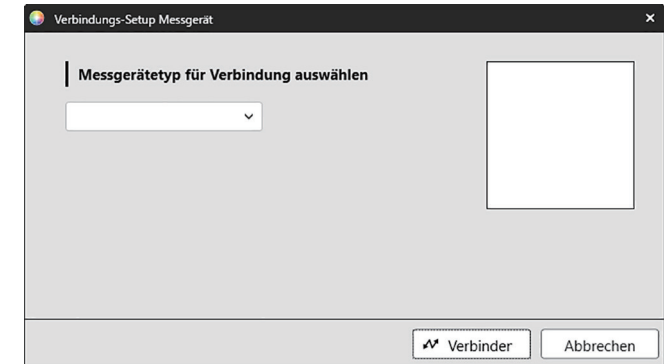 Verbindungs-Setup Messgerät
Messgerätetyp für Verbindung auswählen
Verbinder
Abbrechen